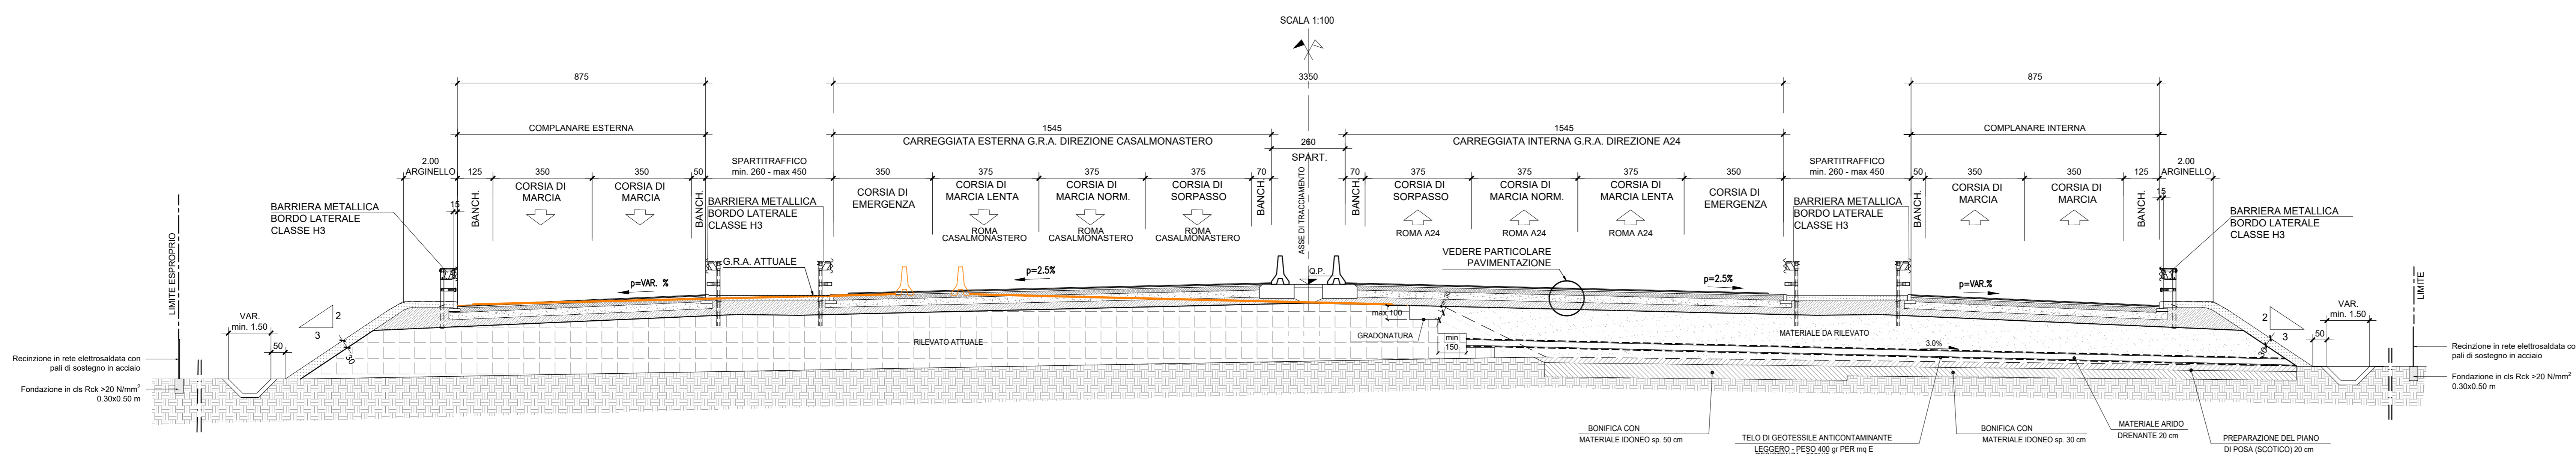 SCALA 1:100
875
3350
875
COMPLANARE ESTERNA
1545
CARREGGIATA ESTERNA G.R.A. DIREZIONE CASALMONASTERO
260
SPART.
1545
CARREGGIATA INTERNA G.R.A. DIREZIONE A24
COMPLANARE INTERNA
2.00
ARGINELLO
125
350
350
50
SPARTITRAFFICO
min. 260 - max 450
350
375
375
375
70
70
375
375
375
350
SPARTITRAFFICO
min. 260 - max 450
50
350
350
125
2.00
ARGINELLO
15
BANCH.
CORSIA DI
MARCIA
CORSIA DI
MARCIA
BANCH.
BARRIERA METALLICA
BORDO LATERALE
CLASSE H3
CORSIA DI
EMERGENZA
CORSIA DI
MARCIA LENTA
ROMA
CASALMONASTERO
CORSIA DI
MARCIA NORM.
ROMA
CASALMONASTERO
CORSIA DI
SORPASSO
ROMA
CASALMONASTERO
BANCH.
ASSE DI TRACCIAMENTO
BANCH.
CORSIA DI
SORPASSO
ROMA A24
CORSIA DI
MARCIA NORM.
ROMA A24
CORSIA DI
MARCIA LENTA
ROMA A24
CORSIA DI
EMERGENZA
BARRIERA METALLICA
BORDO LATERALE
CLASSE H3
BANCH.
CORSIA DI
MARCIA
CORSIA DI
MARCIA
BANCH.
15
BARRIERA METALLICA
BORDO LATERALE
CLASSE H3
BARRIERA METALLICA
BORDO LATERALE
CLASSE H3
LIMITE ESPROPRIO
G.R.A. ATTUALE
p=VAR. %
p=2.5%
Q.P.
VEDERE PARTICOLARE
PAVIMENTAZIONE
p=2.5%
p=VAR.%
LIMITE
VAR.
min. 1.50
50
2
3
30
max 100
GRADONATURA
min
150
RILEVATO ATTUALE
MATERIALE DA RILEVATO
3.0%
2
3
30
50
VAR.
min. 1.50
Recinzione in rete elettrosaldata con
pali di sostegno in acciaio
Fondazione in cls Rck >20 N/mm²
0.30x0.50 m
Recinzione in rete elettrosaldata co
pali di sostegno in acciaio
Fondazione in cls Rck >20 N/mm²
0.30x0.50 m
BONIFICA CON
MATERIALE IDONEO sp. 50 cm
TELO DI GEOTESSILE ANTICONTAMINANTE
LEGGERO - PESO 400 gr PER mq E
BONIFICA CON
MATERIALE IDONEO sp. 30 cm
MATERIALE ARIDO
DRENANTE 20 cm
PREPARAZIONE DEL PIANO
DI POSA (SCOTICO) 20 cm